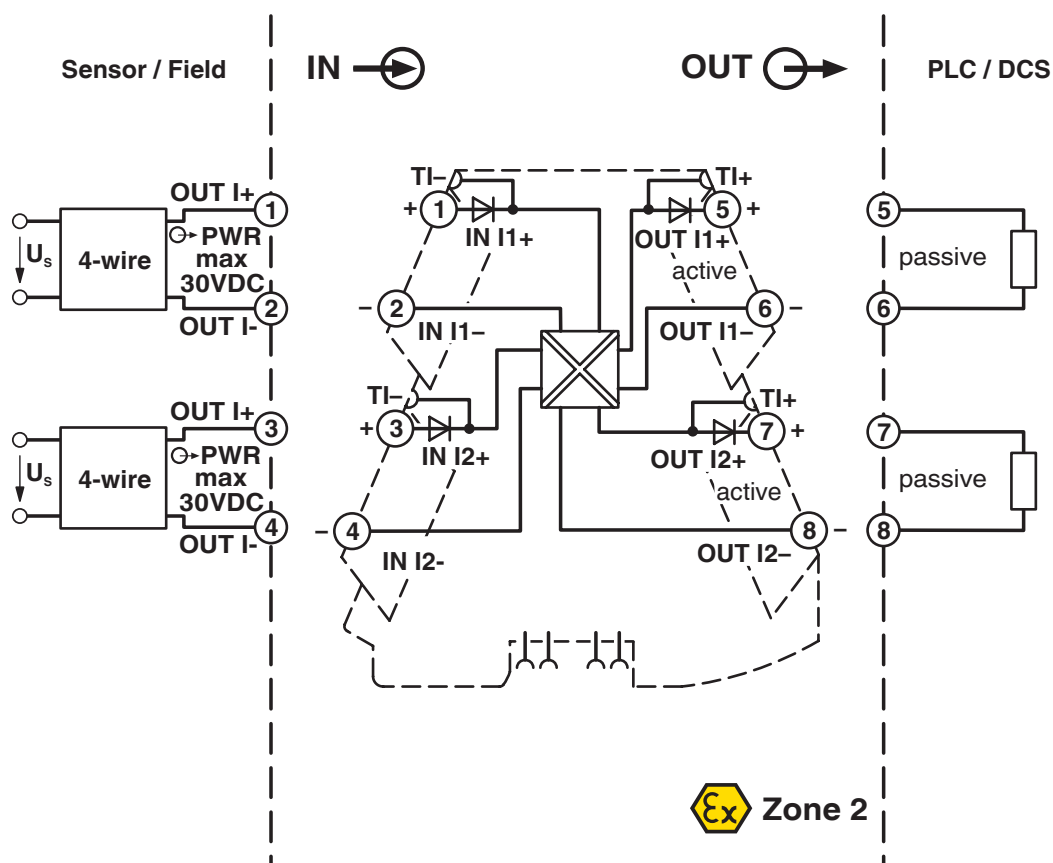 Sensor / Field
IN
OUT
PLC / DCS
OUT I+
1
4-wire
Us
PWR
max
30VDC
2
OUT I-
OUT I+
3
4-wire
Us
PWR
max
30VDC
4
OUT I-
TI–
+
1
IN I1+
–
2
IN I1–
TI–
+
3
IN I2+
–
4
IN I2-
TI+
5
+
OUT I1+
active
6
–
OUT I1–
TI+
7
+
OUT I2+
active
8
–
OUT I2–
5
passive
6
7
passive
8
Ex
Zone 2